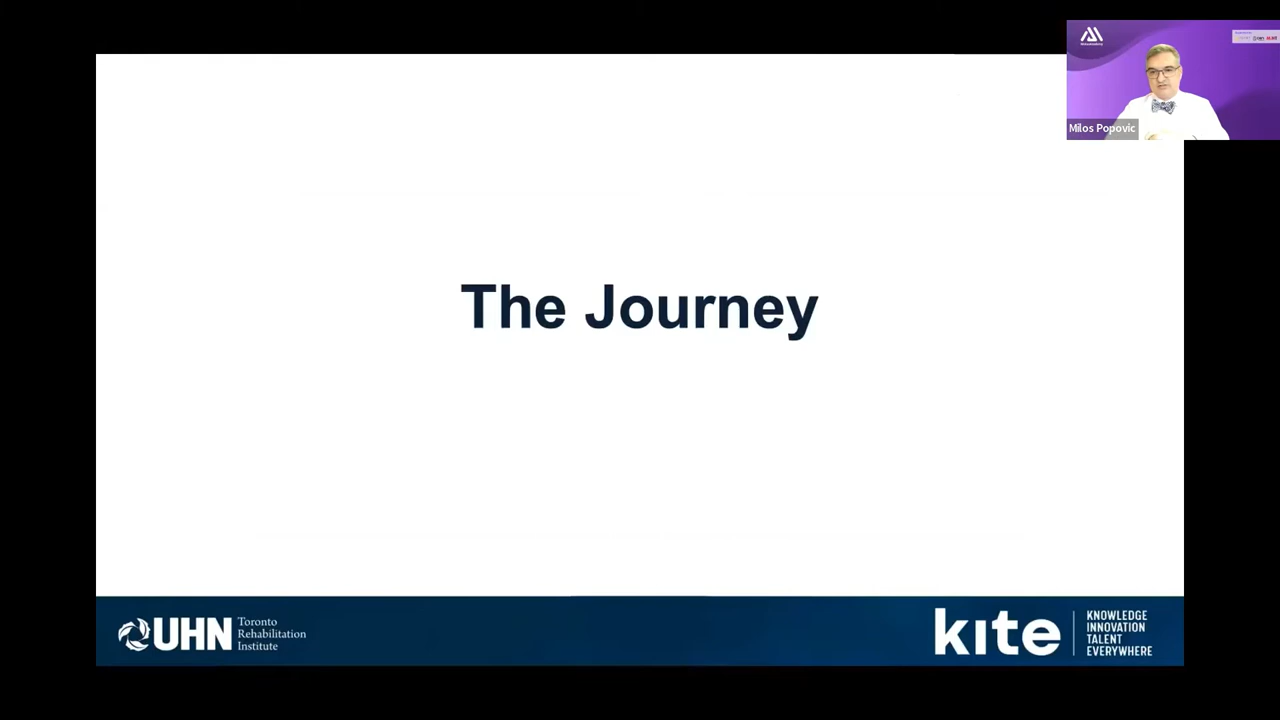 Milos Popovic
The Journey
UHN
Toronto
Rehabilitation
Institute
kite
KNOWLEDGE
INNOVATION
TALENT
EVERYWHERE